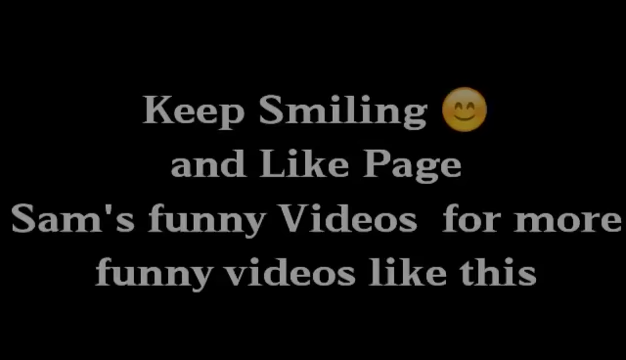 Keep Smiling 😊
and Like Page
Sam's funny Videos  for more
funny videos like this